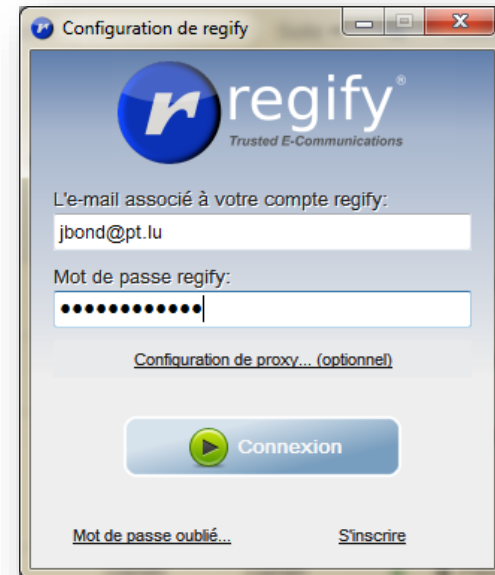 Configuration de regify
regify®
Trusted E-Communications
L'e-mail associé à votre compte regify:
jbond@pt.lu
Mot de passe regify:
●●●●●●●●●●●●
Configuration de proxy... (optionnel)
Connexion
Mot de passe oublié...
S'inscrire